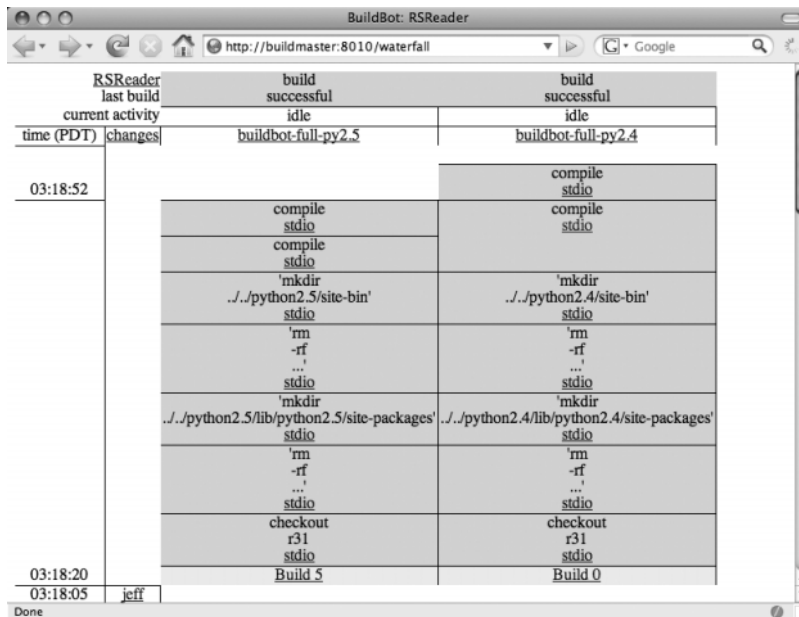 BuildBot: RSReader
http://buildmaster:8010/waterfall
G Google
RSReader build build
last build successful successful
current activity idle idle
time (PDT) changes buildbot-full-py2.5 buildbot-full-py2.4
compile
03:18:52 stdio
compile compile
stdio stdio
compile
stdio
'mkdir 'mkdir
../../python2.5/site-bin' ../../python2.4/site-bin'
stdio stdio
'rm 'rm
-rf -rf
...' ...'
stdio stdio
'mkdir 'mkdir
../../python2.5/lib/python2.5/site-packages' ../../python2.4/lib/python2.4/site-packages'
stdio stdio
'rm 'rm
-rf -rf
...' ...'
stdio stdio
checkout checkout
r31 r31
stdio stdio
03:18:20 Build 5 Build 0
03:18:05 jeff
Done